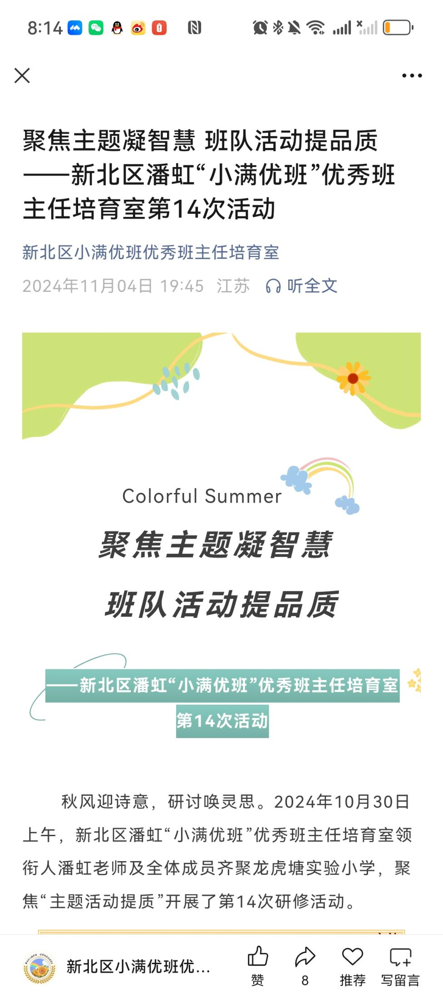 8:14
聚焦主题凝智慧 班队活动提品质
——新北区潘虹“小满优班”优秀班
主任培育室第14次活动
新北区小满优班优秀班主任培育室
2024年11月04日 19:45 江苏 听全文
Colorful Summer
聚焦主题凝智慧
班队活动提品质
——新北区潘虹“小满优班”优秀班主任培育室
第14次活动
秋风迎诗意，研讨唤灵思。2024年10月30日
上午，新北区潘虹“小满优班”优秀班主任培育室领
衔人潘虹老师及全体成员齐聚龙虎塘实验小学，聚
焦“主题活动提质”开展了第14次研修活动。
新北区小满优班优...
赞 8 推荐 写留言